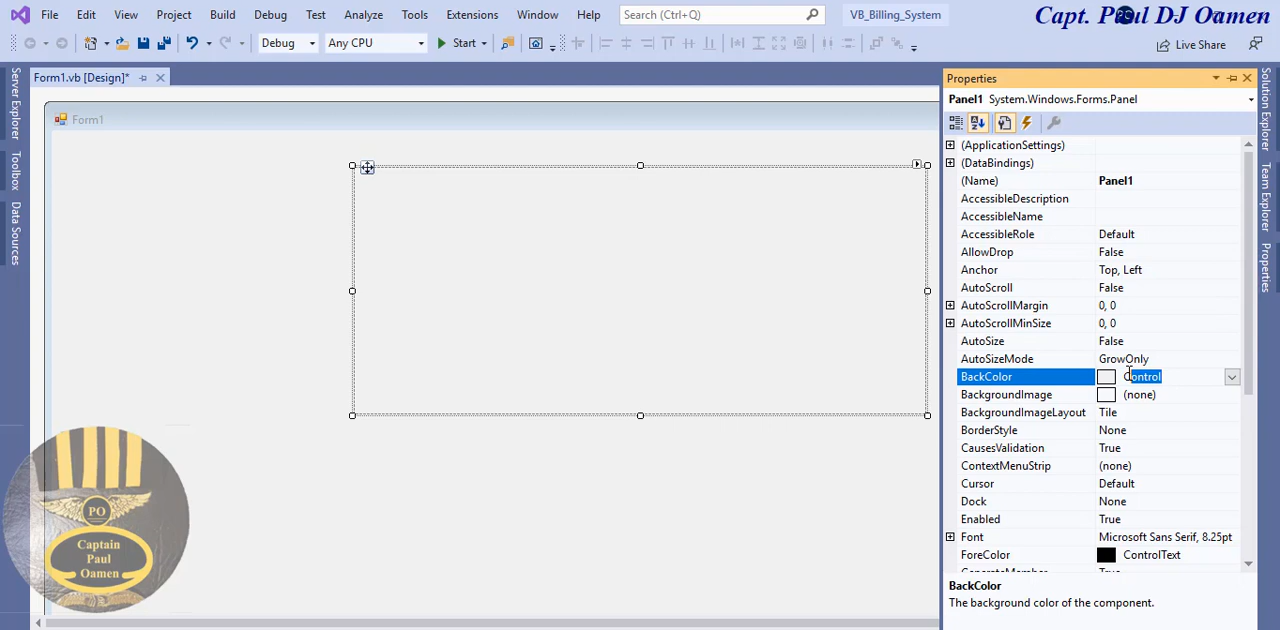 File Edit View Project Build Debug Test Analyze Tools Extensions Window Help Search (Ctrl+Q) VB_Billing_System
Capt. Paul DJ Oamen
Debug Any CPU Start Live Share
Form1.vb [Design]*
Server Explorer
Toolbox
Data Sources
Form1
PO
Captain
Paul
Oamen
Properties
Panel1 System.Windows.Forms.Panel
(ApplicationSettings)
(DataBindings)
(Name) Panel1
AccessibleDescription
AccessibleName
AccessibleRole Default
AllowDrop False
Anchor Top, Left
AutoScroll False
AutoScrollMargin 0, 0
AutoScrollMinSize 0, 0
AutoSize False
AutoSizeMode GrowOnly
BackColor Control
BackgroundImage (none)
BackgroundImageLayout Tile
BorderStyle None
CausesValidation True
ContextMenuStrip (none)
Cursor Default
Dock None
Enabled True
Font Microsoft Sans Serif, 8.25pt
ForeColor ControlText
BackColor
The background color of the component.
Solution Explorer
Team Explorer
Properties